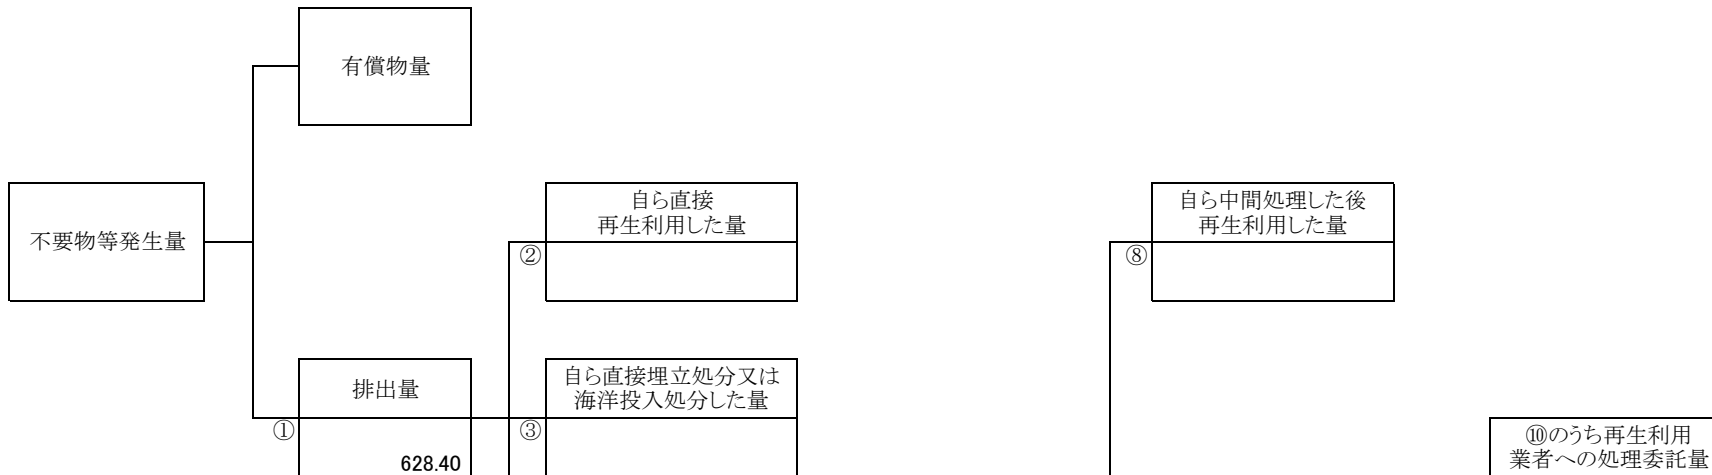 有償物量
不要物等発生量
自ら直接
再生利用した量
②
自ら中間処理した後
再生利用した量
⑧
排出量
①
628.40
自ら直接埋立処分又は
海洋投入処分した量
③
⑩のうち再生利用
業者への処理委託量